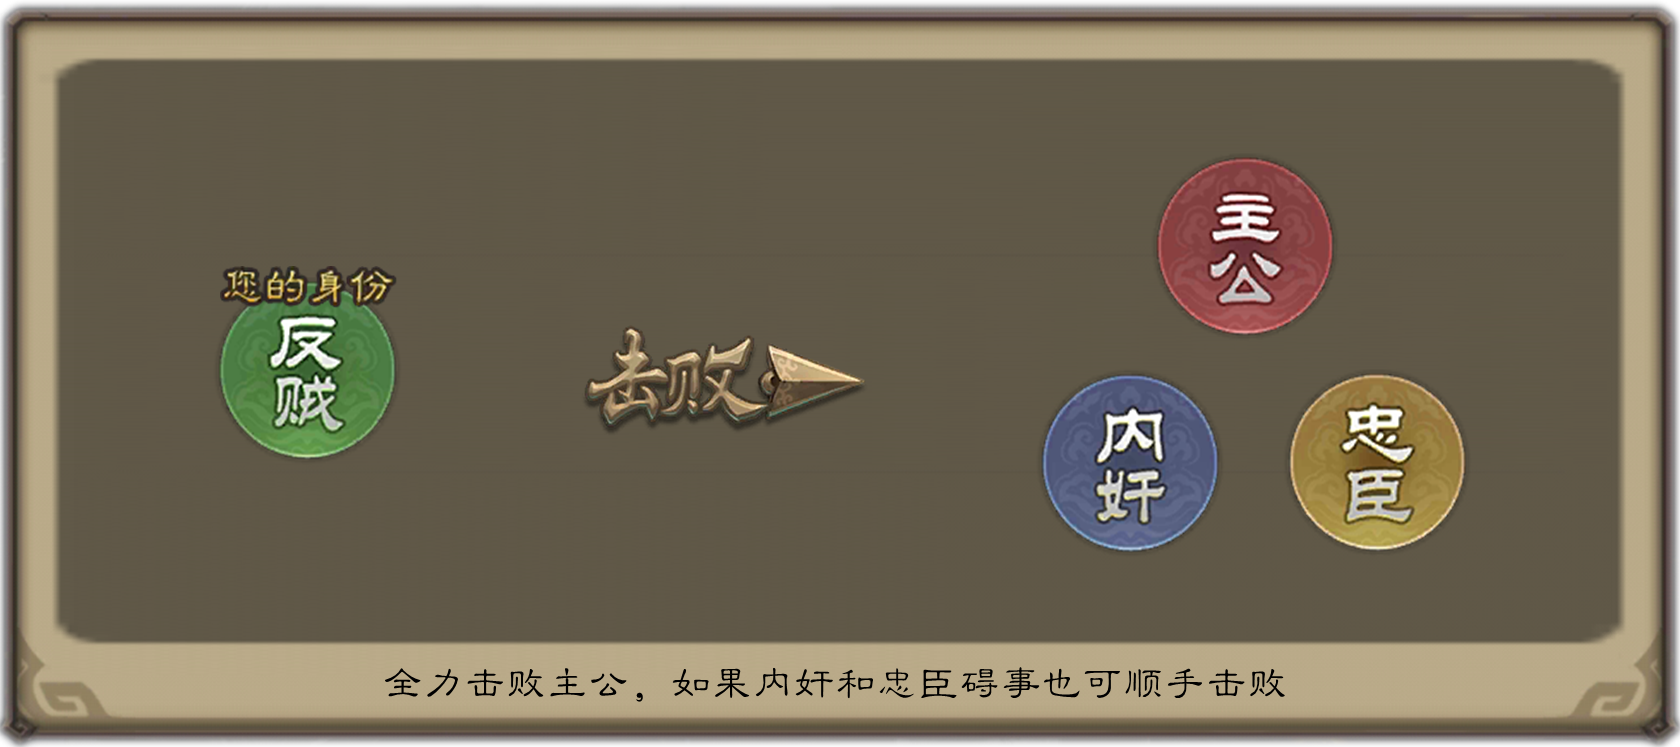 您的身份
反贼
击败
主公
内奸
忠臣
全力击败主公，如果内奸和忠臣碍事也可顺手击败